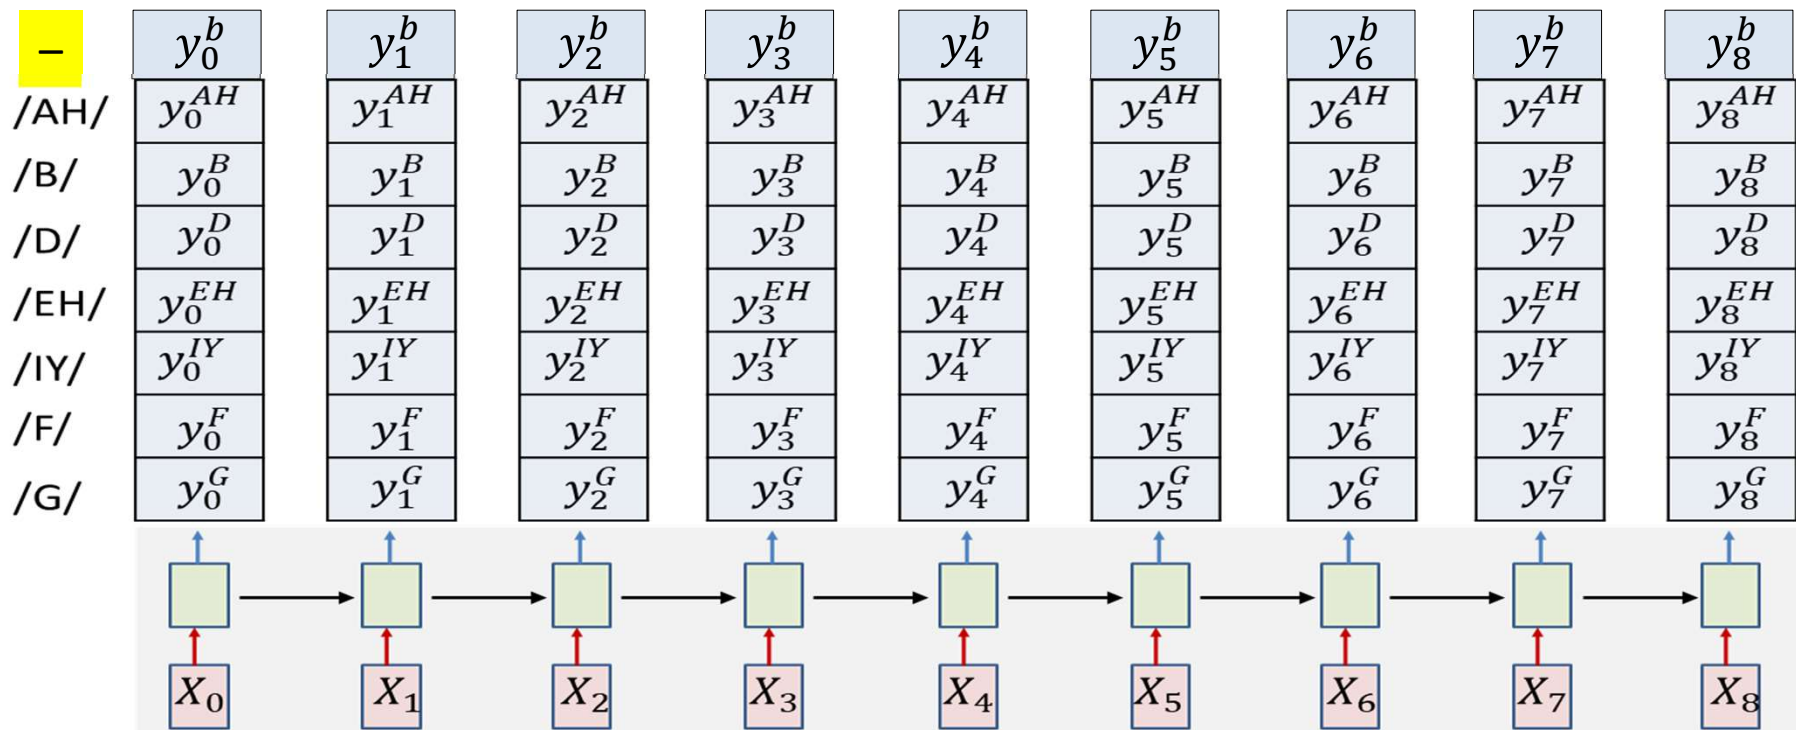 – y_0^b y_1^b y_2^b y_3^b y_4^b y_5^b y_6^b y_7^b y_8^b
/AH/ y_0^{AH} y_1^{AH} y_2^{AH} y_3^{AH} y_4^{AH} y_5^{AH} y_6^{AH} y_7^{AH} y_8^{AH}
/B/ y_0^B y_1^B y_2^B y_3^B y_4^B y_5^B y_6^B y_7^B y_8^B
/D/ y_0^D y_1^D y_2^D y_3^D y_4^D y_5^D y_6^D y_7^D y_8^D
/EH/ y_0^{EH} y_1^{EH} y_2^{EH} y_3^{EH} y_4^{EH} y_5^{EH} y_6^{EH} y_7^{EH} y_8^{EH}
/IY/ y_0^{IY} y_1^{IY} y_2^{IY} y_3^{IY} y_4^{IY} y_5^{IY} y_6^{IY} y_7^{IY} y_8^{IY}
/F/ y_0^F y_1^F y_2^F y_3^F y_4^F y_5^F y_6^F y_7^F y_8^F
/G/ y_0^G y_1^G y_2^G y_3^G y_4^G y_5^G y_6^G y_7^G y_8^G
X_0 X_1 X_2 X_3 X_4 X_5 X_6 X_7 X_8